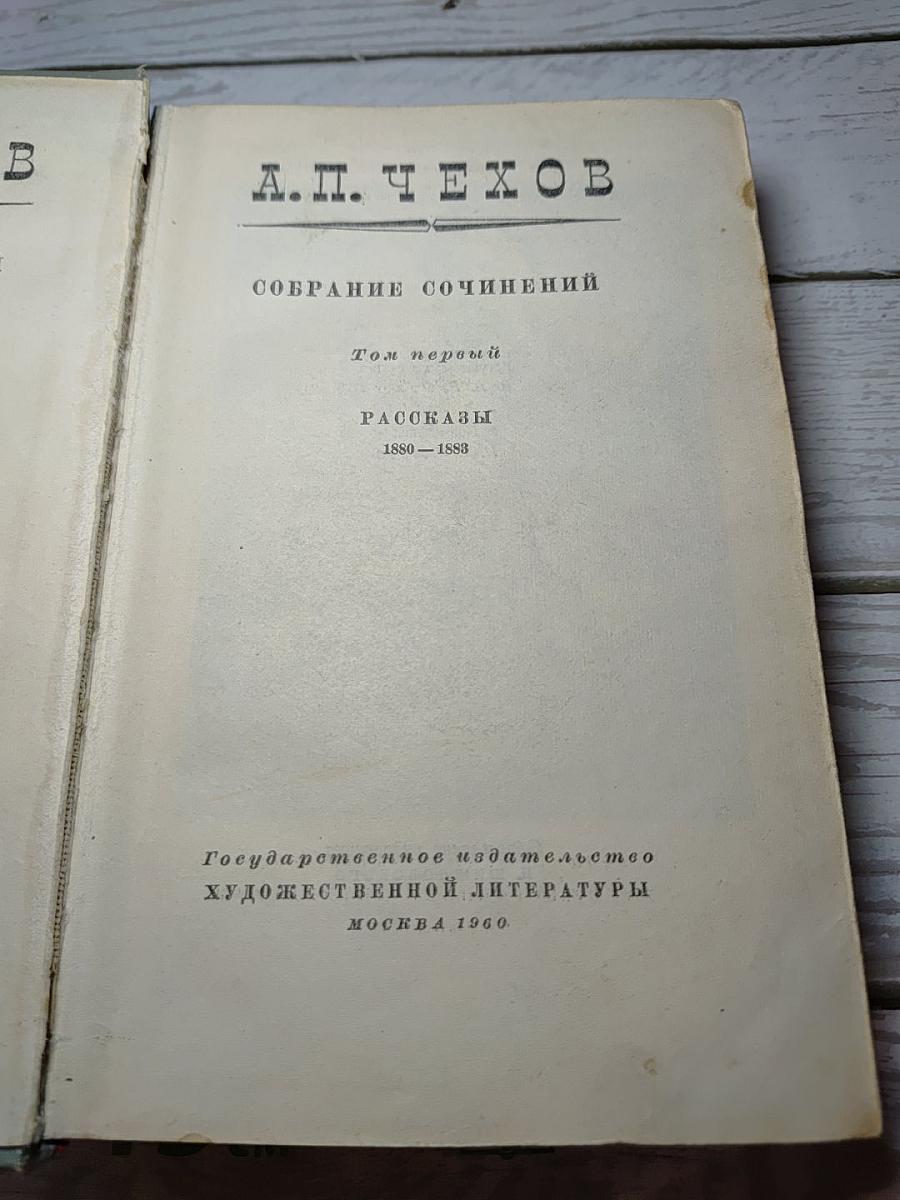 В
А.П. ЧЕХОВ
СОБРАНИЕ СОЧИНЕНИЙ
Том первый
РАССКАЗЫ
1880—1883
Государственное издательство
ХУДОЖЕСТВЕННОЙ ЛИТЕРАТУРЫ
МОСКВА 1960